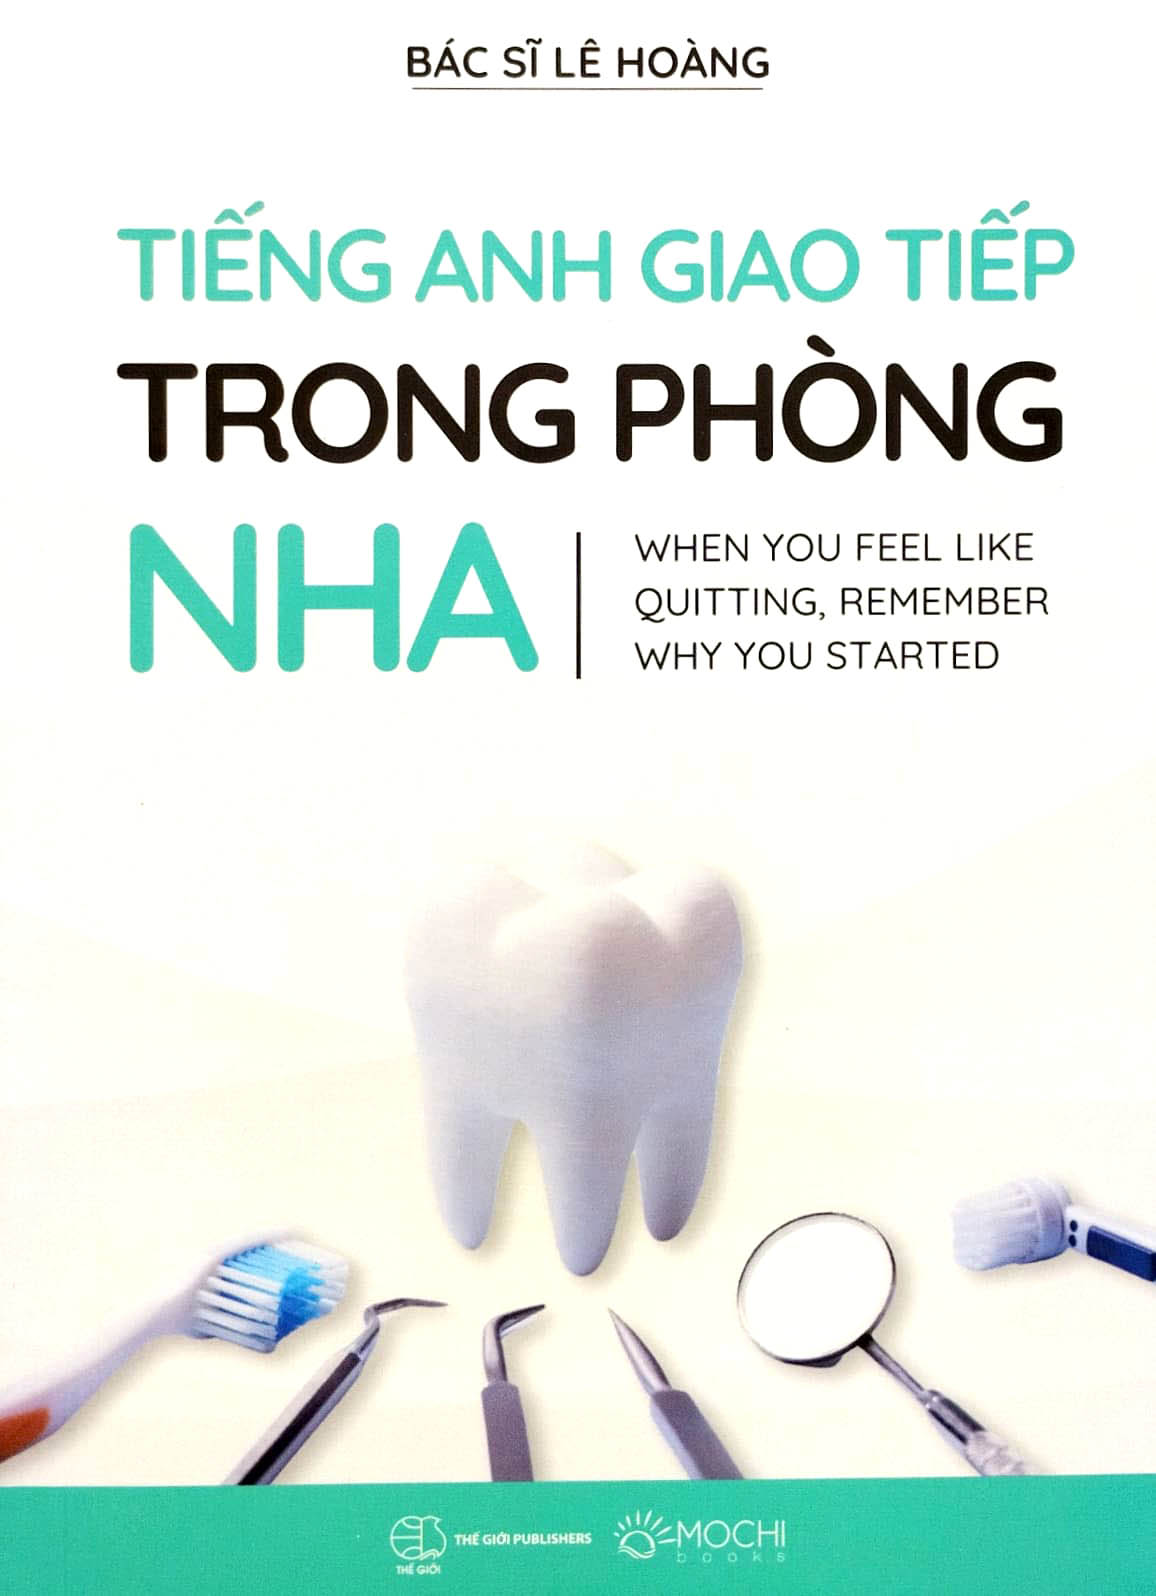 BÁC SĨ LÊ HOÀNG
TIẾNG ANH GIAO TIẾP
TRONG PHÒNG
NHA
WHEN YOU FEEL LIKE
QUITTING, REMEMBER
WHY YOU STARTED
THẾ GIỚI
THẾ GIỚI PUBLISHERS
MOCHI
books